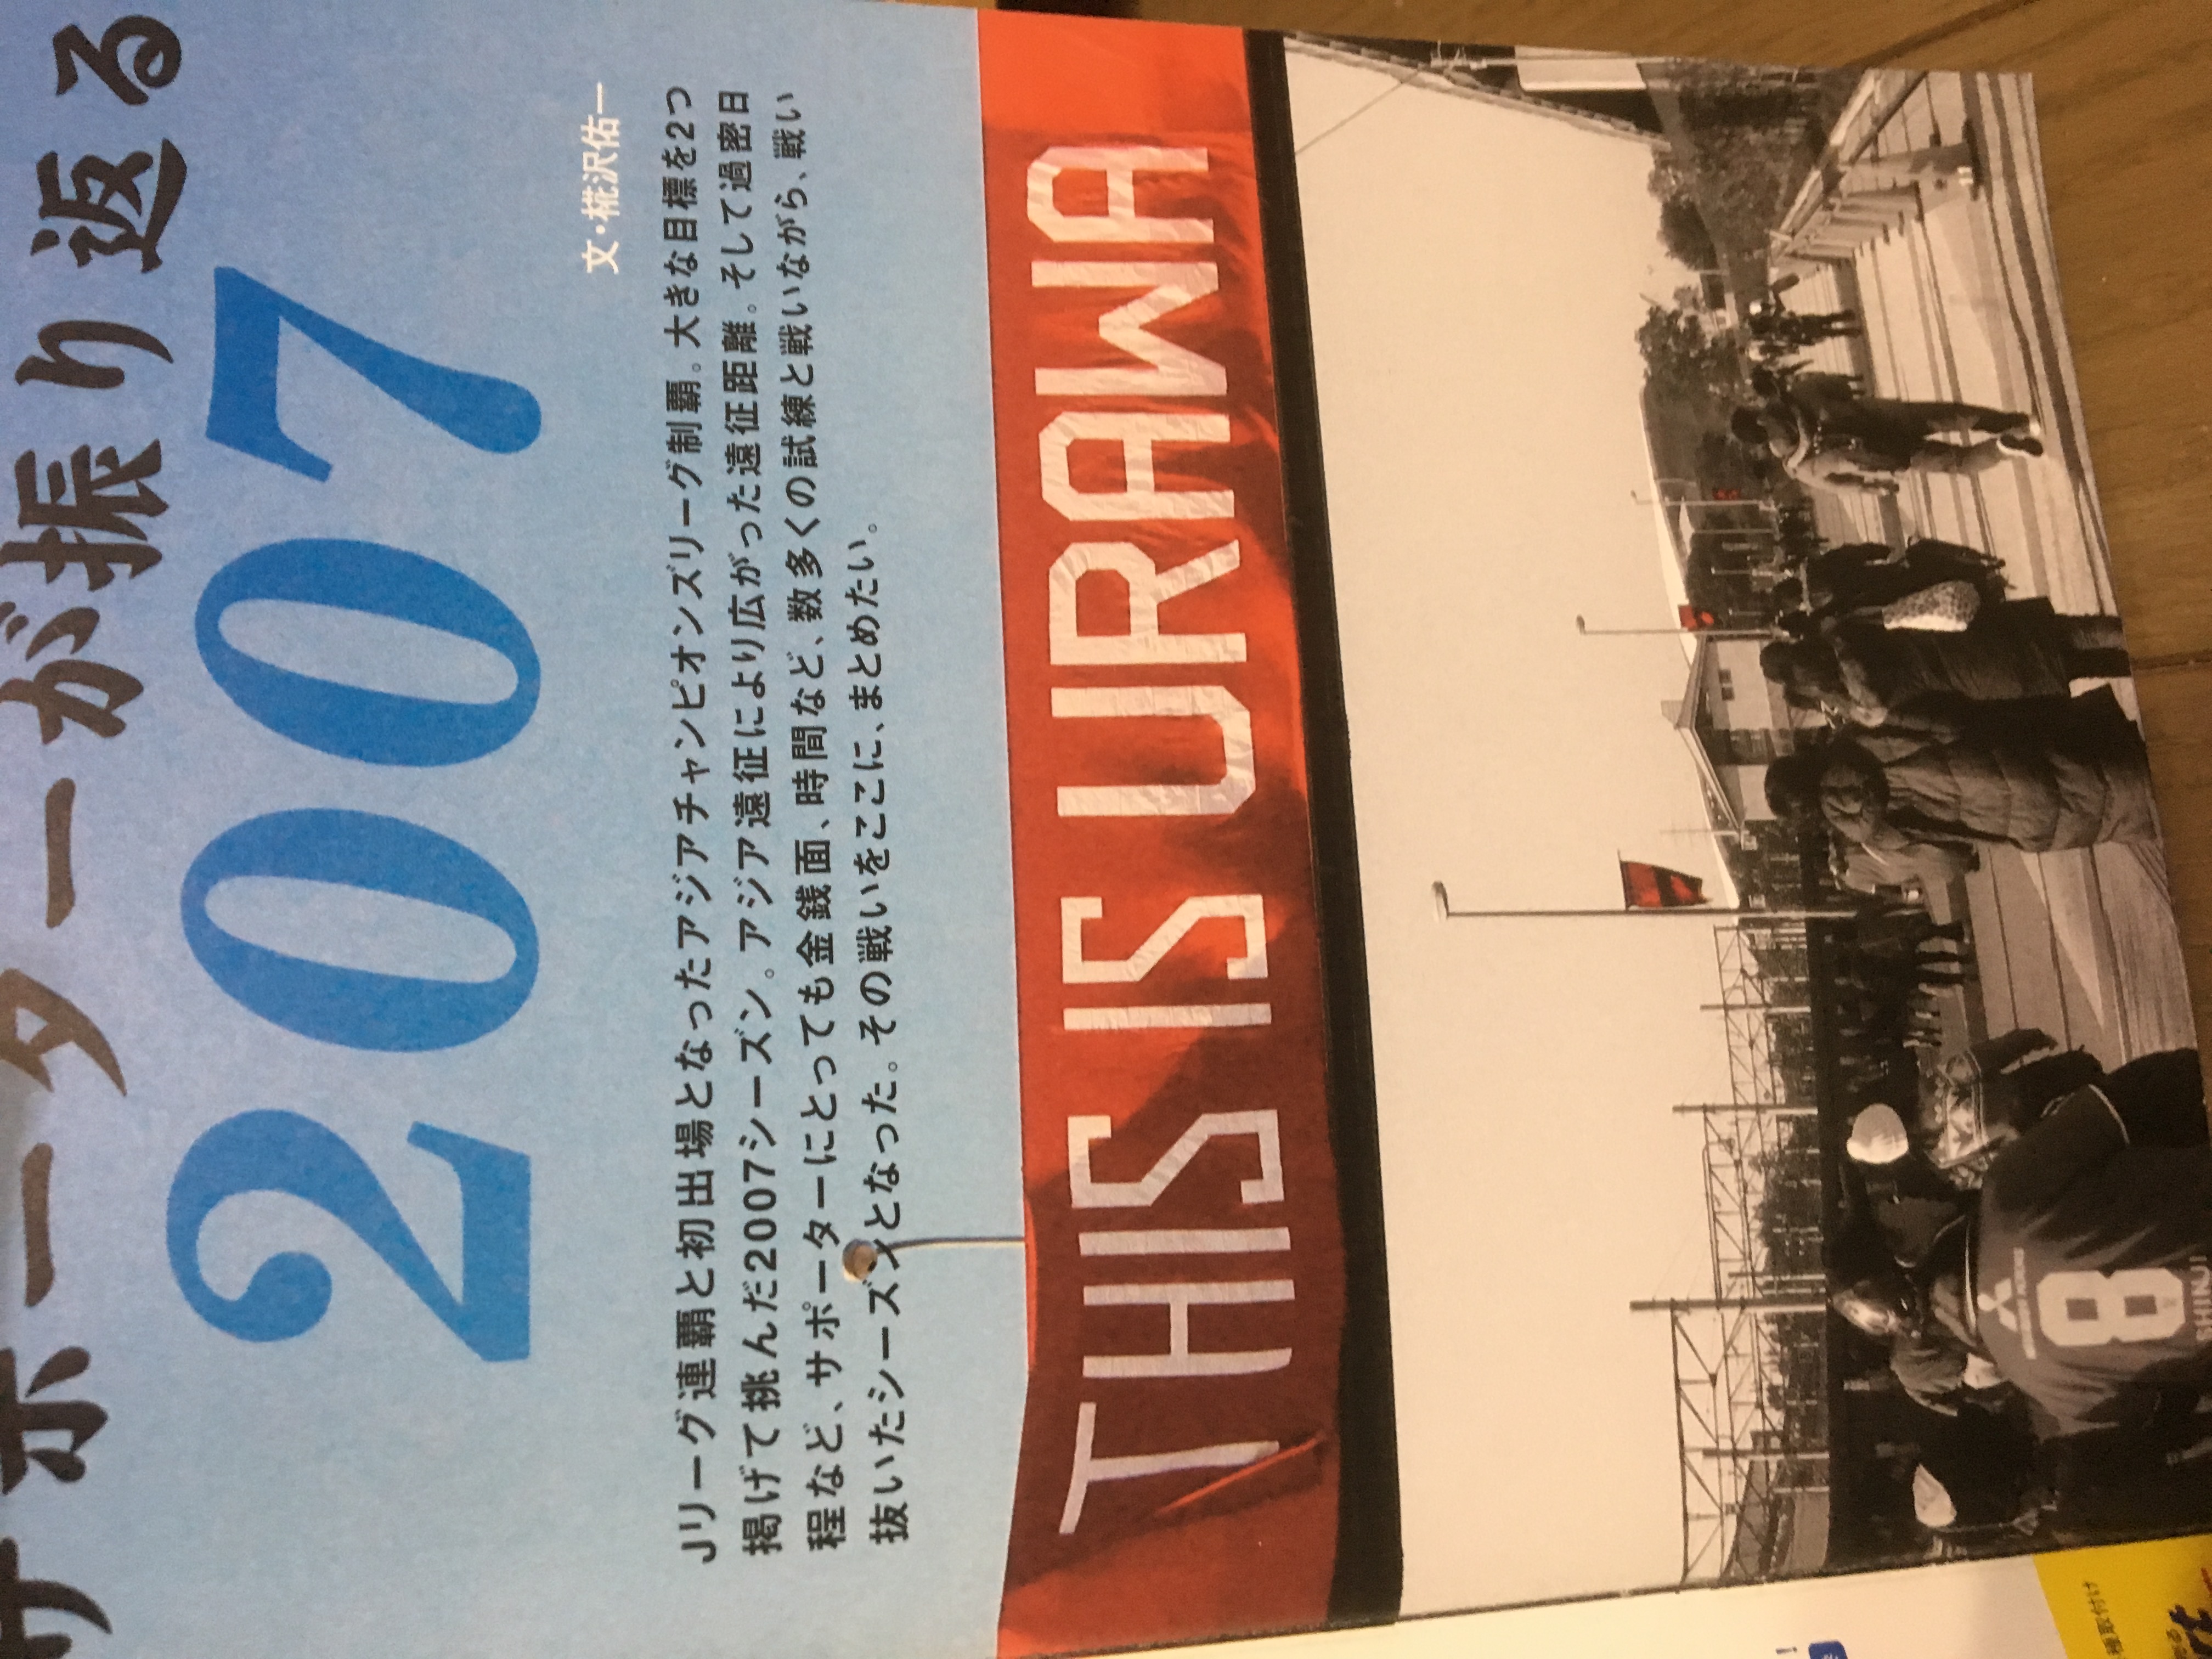 サポーターが振り返る
2007
文・椛沢佑一
Jリーグ連覇と初出場となったアジアチャンピオンズリーグ制覇。大きな目標を2つ
掲げて挑んだ2007シーズン。アジア遠征により広がった遠征距離。そして過密日
程など、サポーターにとっても金銭面、時間など、数多くの試練と戦いながら、戦い
抜いたシーズンとなった。その戦いをここに、まとめたい。
THIS IS URAWA
8
SHINJI
種取付け